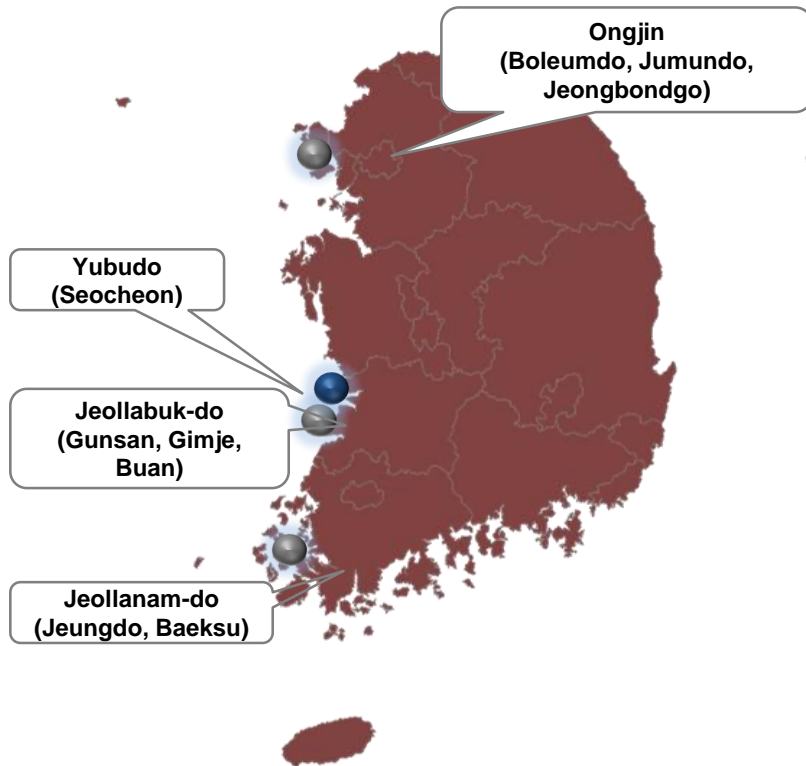 Ongjin
(Boleumdo, Jumundo,
Jeongbondgo)
Yubudo
(Seocheon)
Jeollabuk-do
(Gunsan, Gimje,
Buan)
Jeollanam-do
(Jeungdo, Baeksu)